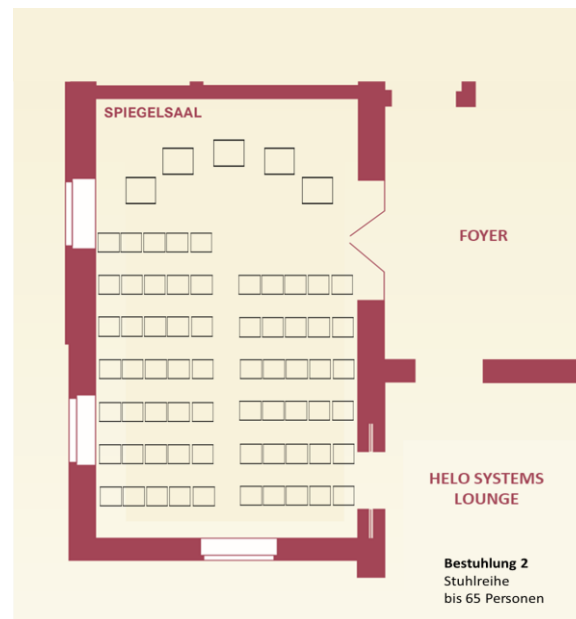 SPIEGELSAAL
FOYER
HELO SYSTEMS
LOUNGE
Bestuhlung 2
Stuhlreihe
bis 65 Personen